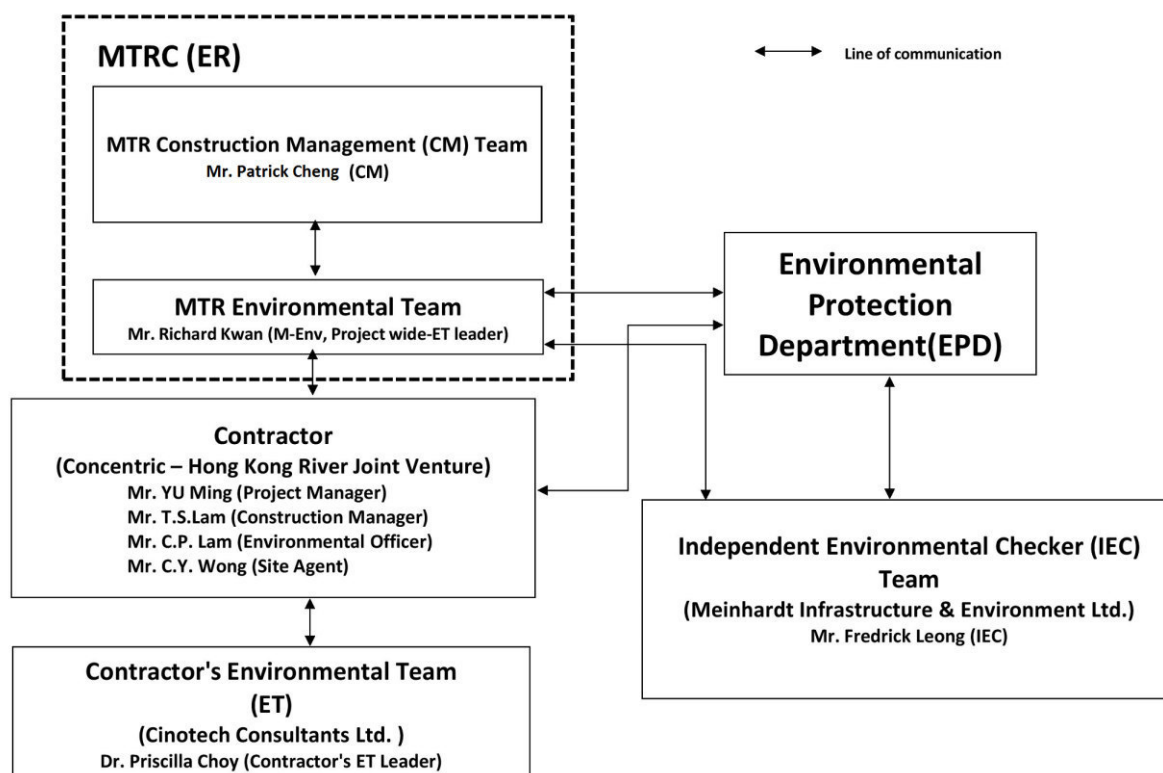 MTRC (ER)
Line of communication
MTR Construction Management (CM) Team
Mr. Patrick Cheng (CM)
MTR Environmental Team
Mr. Richard Kwan (M-Env, Project wide-ET leader)
Environmental
Protection
Department(EPD)
Contractor
(Concentric – Hong Kong River Joint Venture)
Mr. YU Ming (Project Manager)
Mr. T.S.Lam (Construction Manager)
Mr. C.P. Lam (Environmental Officer)
Mr. C.Y. Wong (Site Agent)
Independent Environmental Checker (IEC)
Team
(Meinhardt Infrastructure & Environment Ltd.)
Mr. Fredrick Leong (IEC)
Contractor's Environmental Team
(ET)
(Cinotech Consultants Ltd. )
Dr. Priscilla Choy (Contractor's ET Leader)